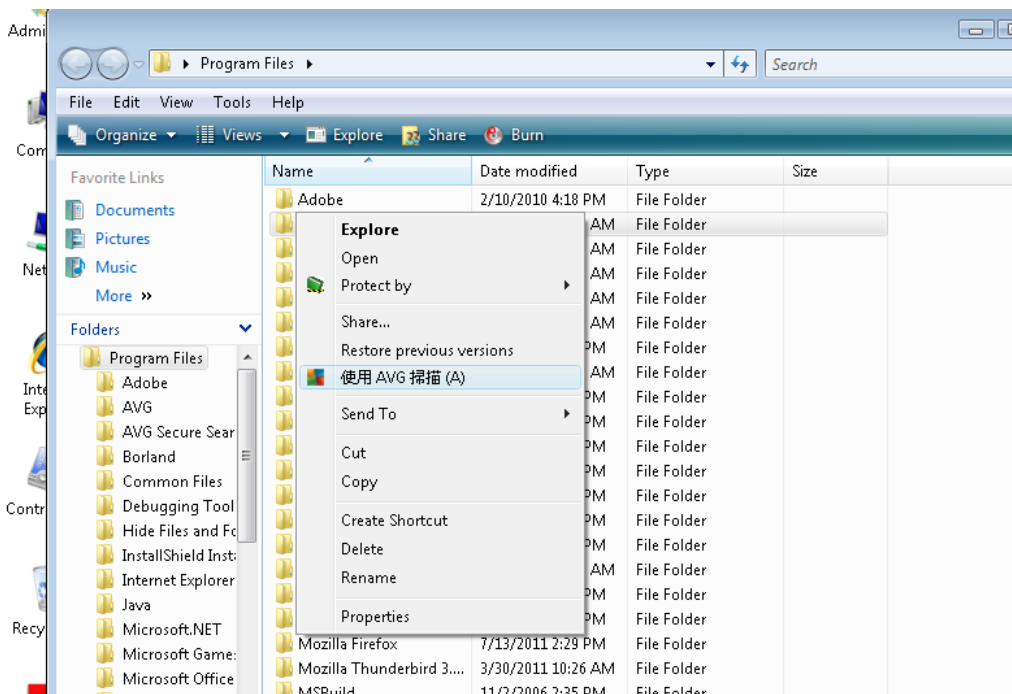 Admi
Program Files
Search
File Edit View Tools Help
Organize Views Explore Share Burn
Com
Favorite Links
Name Date modified Type Size
Documents
Adobe 2/10/2010 4:18 PM File Folder
Pictures
Explore AM File Folder
Music
Open AM File Folder
Net
More »
Protect by AM File Folder
AM File Folder
Folders
Share... AM File Folder
Program Files
Restore previous versions PM File Folder
Inte
Adobe
使用 AVG 掃描 (A) AM File Folder
Exp
AVG
PM File Folder
AVG Secure Sear
Send To PM File Folder
Borland
Cut PM File Folder
Common Files
Copy PM File Folder
Contr
Debugging Tool
PM File Folder
Hide Files and Fo
Create Shortcut PM File Folder
InstallShield Inst
Delete PM File Folder
Internet Explorer
Rename AM File Folder
Java
PM File Folder
Recy
Microsoft.NET
Properties PM File Folder
Microsoft Game
Mozilla Firefox 7/13/2011 2:29 PM File Folder
Microsoft Office
Mozilla Thunderbird 3.... 3/30/2011 10:26 AM File Folder
MSBuild 11/2/2006 2:35 PM File Folder